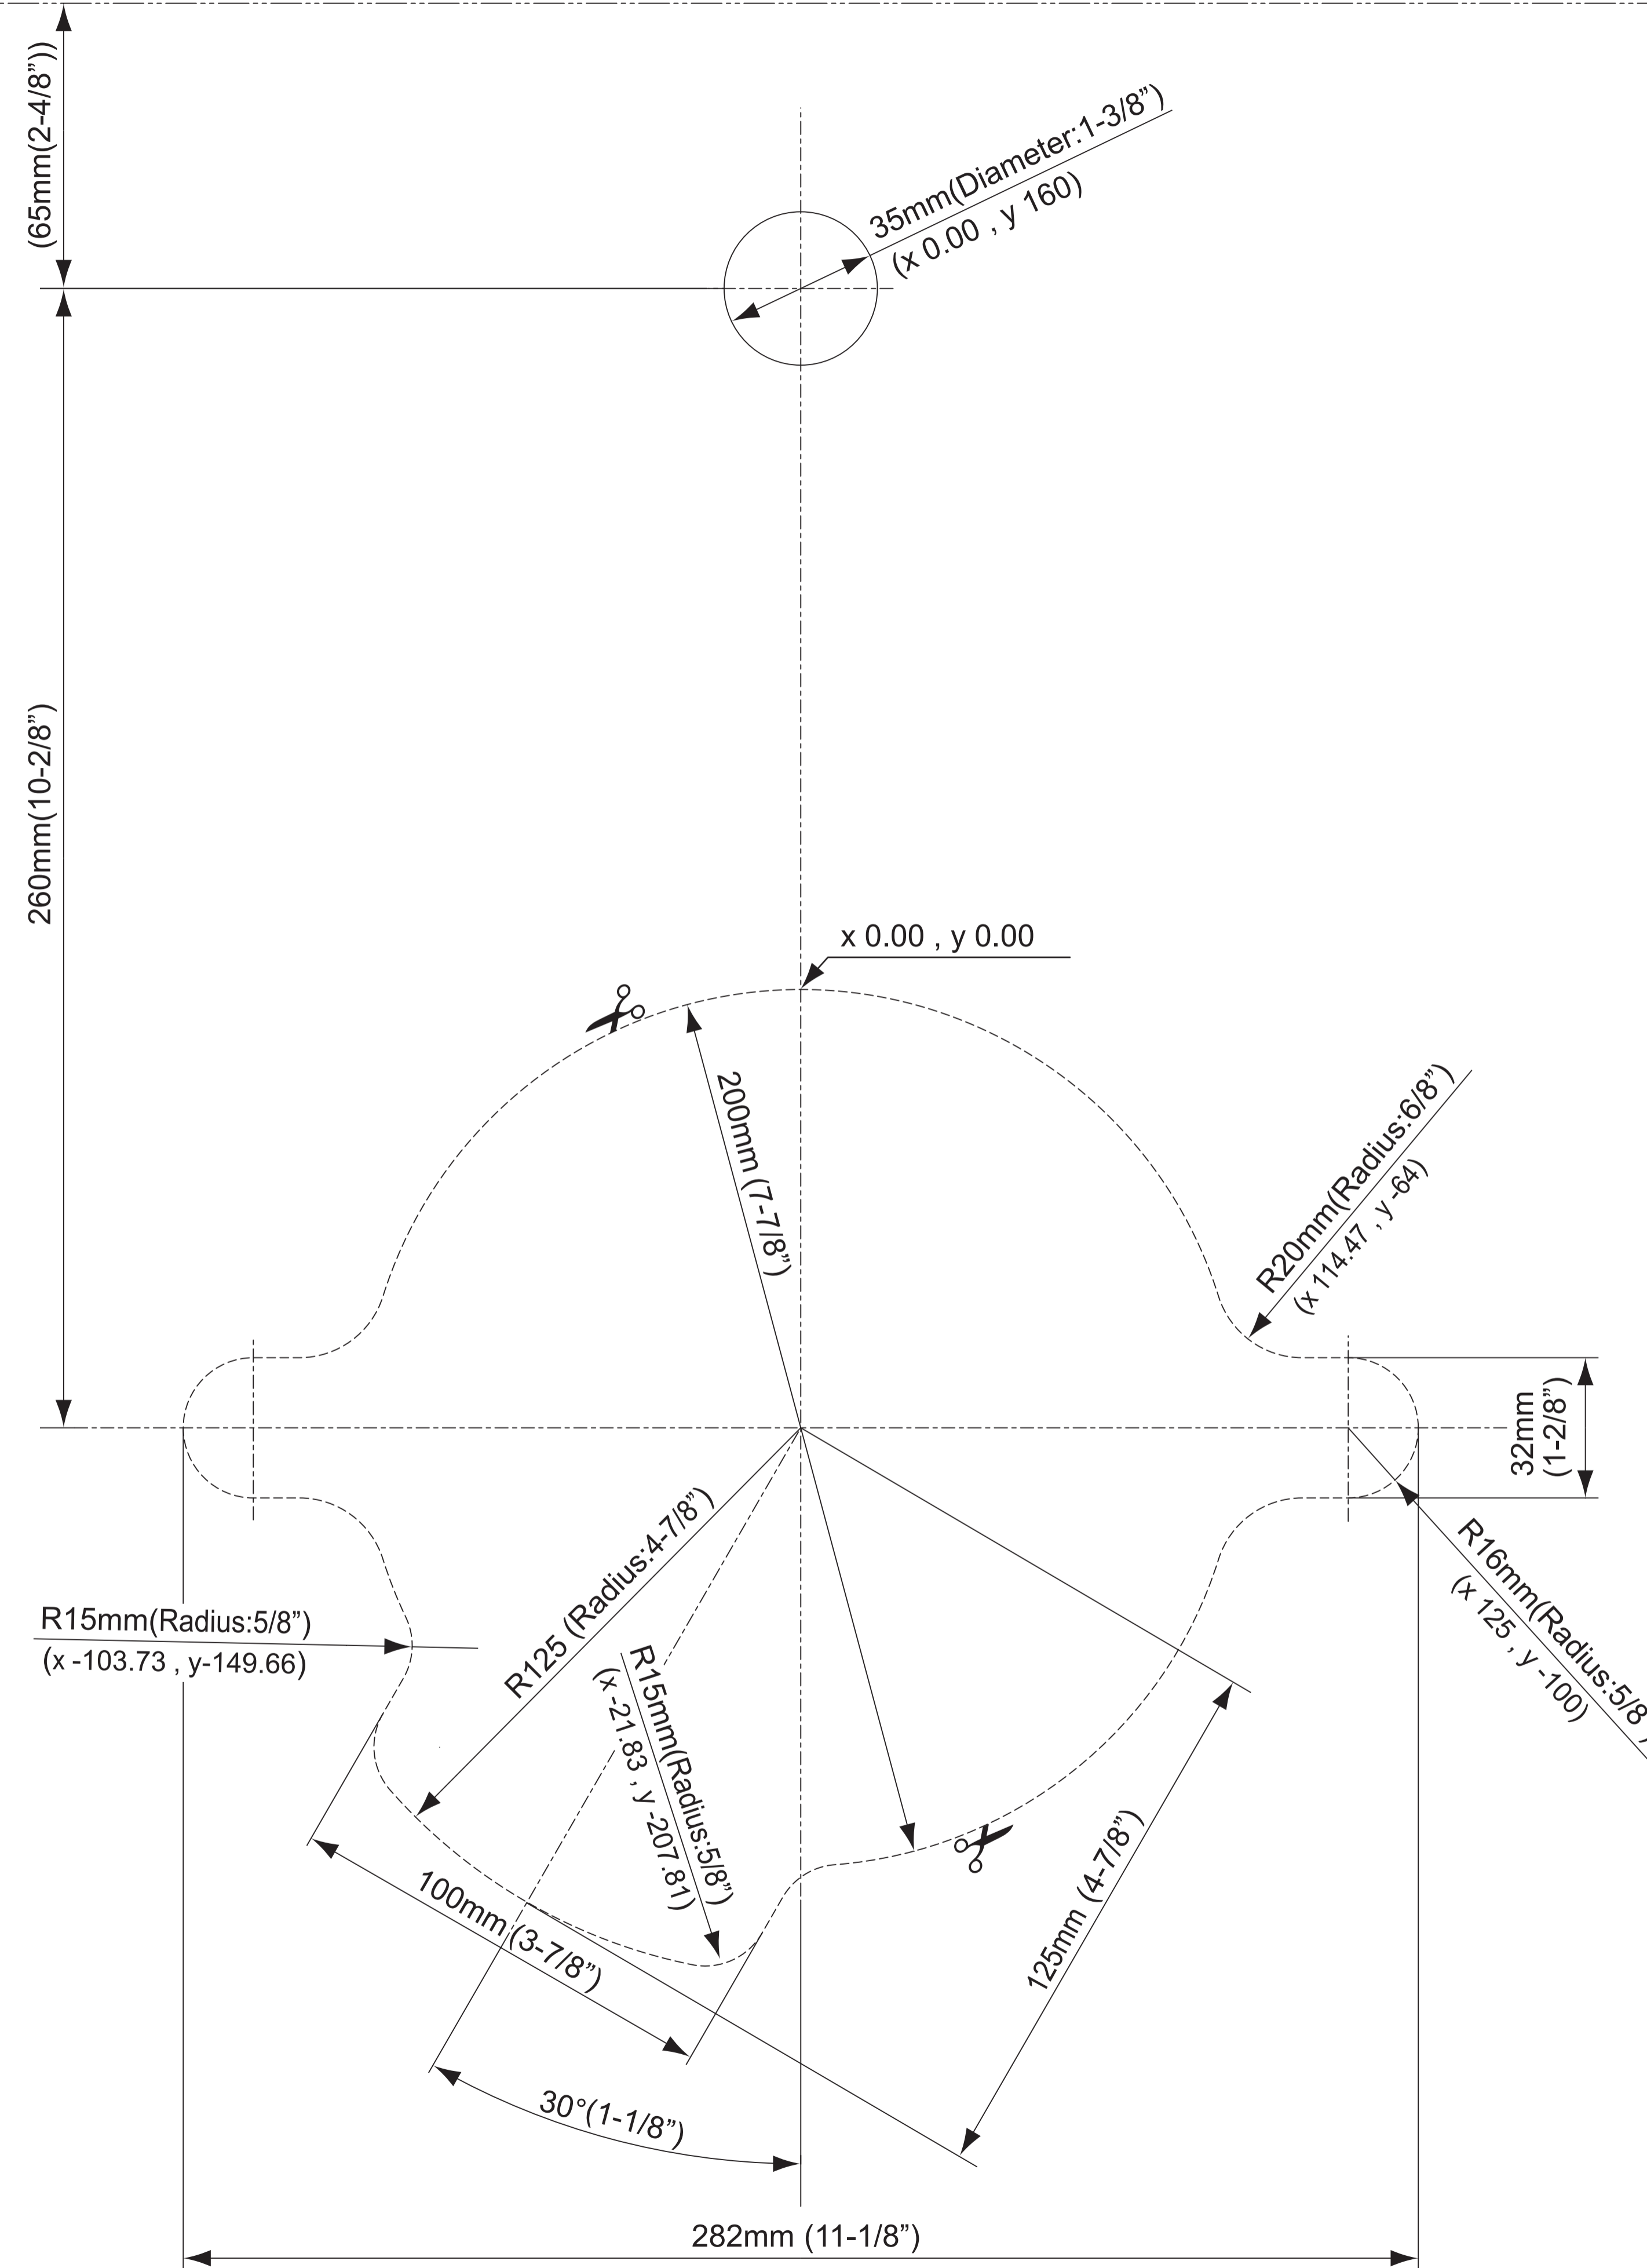 (65mm(2-4/8”))
35mm(Diameter:1-3/8”)
(x 0.00 , y 160)
260mm(10-2/8”)
x 0.00 , y 0.00
200mm (7-7/8”)
R20mm(Radius:6/8”)
(x 114.47 , y -64)
32mm
(1-2/8”)
R16mm(Radius:5/8”)
(x 125 , y -100)
R125 (Radius:4-7/8”)
R15mm(Radius:5/8”)
(x -103.73 , y-149.66)
R15mm(Radius:5/8”)
(x -21.83 , y -207.81)
100mm (3-7/8”)
125mm (4-7/8”)
30°(1-1/8”)
282mm (11-1/8”)